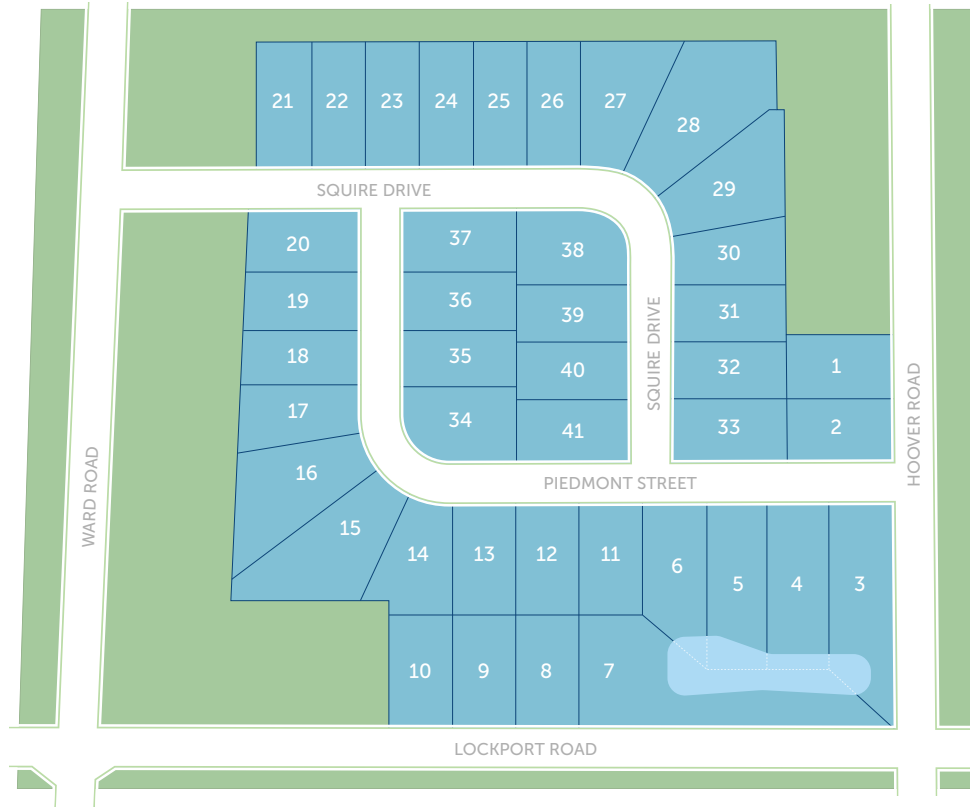 21 22 23 24 25 26 27
28
SQUIRE DRIVE
29
20 37 38 30
19 36 39 31
SQUIRE DRIVE
18 35 40 32 1
17 34 41 33 2
HOOVER ROAD
WARD ROAD
16
PIEDMONT STREET
15 14 13 12 11 6 5 4 3
10 9 8 7
LOCKPORT ROAD